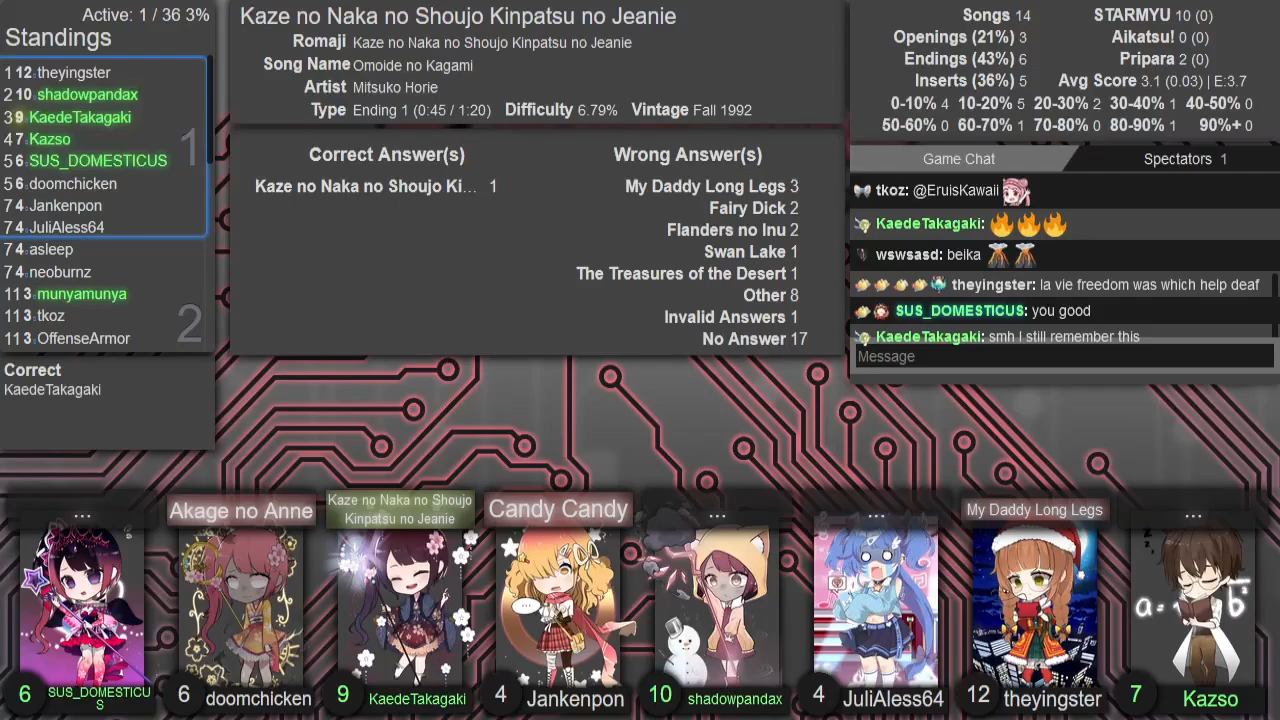 Active: 1 / 36 3%
Standings
1 12 theyingster
2 10 shadowpandax
3 9 KaedeTakagaki
4 7 Kazso
5 6 SUS_DOMESTICUS
5 6 doomchicken
7 4 Jankenpon
7 4 JuliAless64
1
7 4 asleep
7 4 neoburnz
11 3 munyamunya
11 3 tkoz
11 3 OffenseArmor
2
Correct
KaedeTakagaki
Kaze no Naka no Shoujo Kinpatsu no Jeanie
Romaji Kaze no Naka no Shoujo Kinpatsu no Jeanie
Song Name Omoide no Kagami
Artist Mitsuko Horie
Type Ending 1 (0:45 / 1:20) Difficulty 6.79% Vintage Fall 1992
Correct Answer(s)
Kaze no Naka no Shoujo Ki... 1
Wrong Answer(s)
My Daddy Long Legs 3
Fairy Dick 2
Flanders no Inu 2
Swan Lake 1
The Treasures of the Desert 1
Other 8
Invalid Answers 1
No Answer 17
Songs 14 STARMYU 10 (0)
Openings (21%) 3 Aikatsu! 0 (0)
Endings (43%) 6 Pripara 2 (0)
Inserts (36%) 5 Avg Score 3.1 (0.03) | E:3.7
0-10% 4 10-20% 5 20-30% 2 30-40% 1 40-50% 0
50-60% 0 60-70% 1 70-80% 0 80-90% 1 90%+ 0
Game Chat Spectators 1
tkoz: @EruisKawaii
KaedeTakagaki: 🔥🔥🔥
wswsasd: beika 🌋 🌋
theyingster: la vie freedom was which help deaf
SUS_DOMESTICUS: you good
KaedeTakagaki: smh I still remember this
Message
...
Akage no Anne
Kaze no Naka no Shoujo
Kinpatsu no Jeanie
Candy Candy
...
...
My Daddy Long Legs
...
...
a= b
6 SUS_DOMESTICU
S
6 doomchicken
9 KaedeTakagaki
4 Jankenpon
10 shadowpandax
4 JuliAless64
12 theyingster
7 Kazso